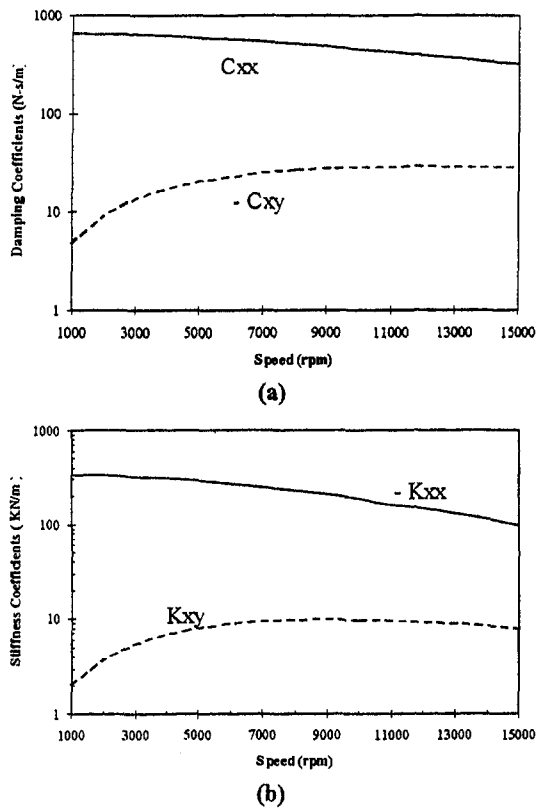 1000
100
10
1
Damping Coefficients (N-s/m)
Cxx
- Cxy
1000 3000 5000 7000 9000 11000 13000 15000
Speed (rpm)
(a)
1000
100
10
1
Stiffness Coefficients ( KN/m )
- Kxx
Kxy
1000 3000 5000 7000 9000 11000 13000 15000
Speed (rpm)
(b)